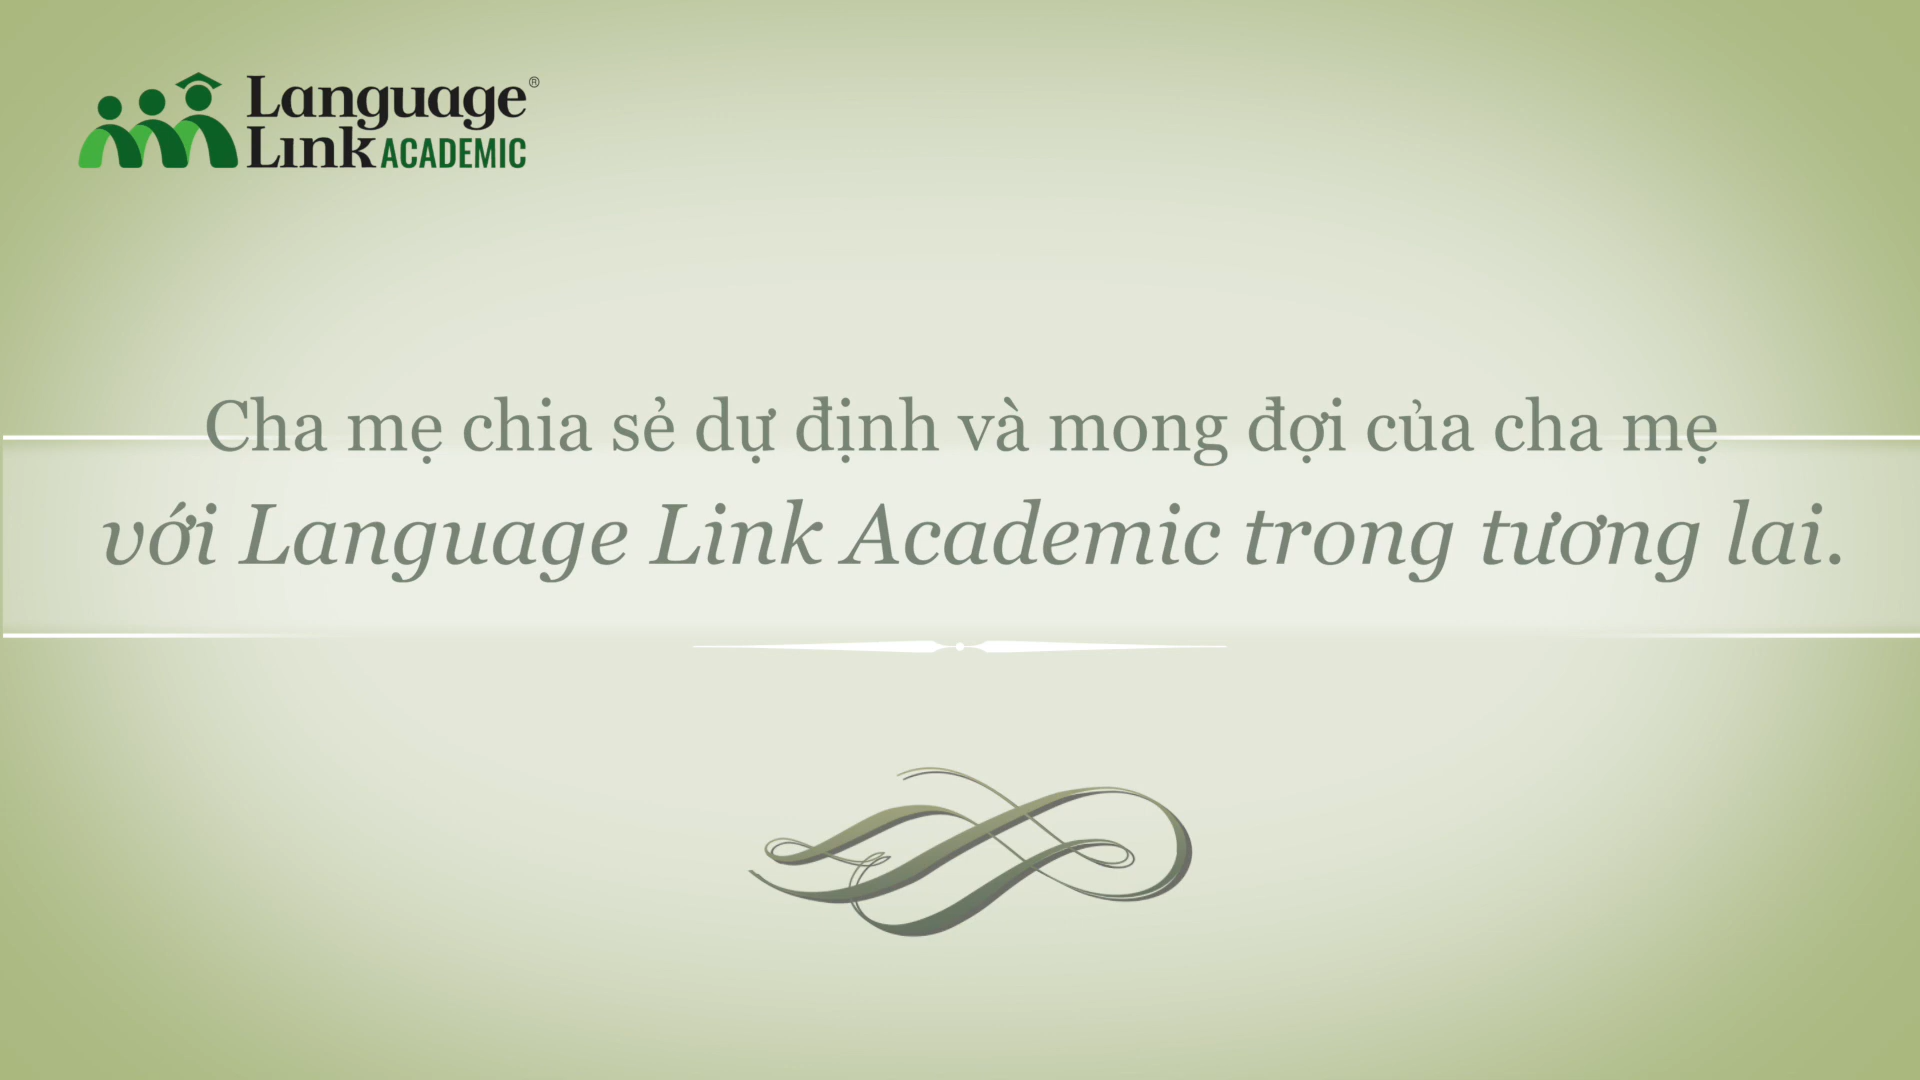 Language®
Link ACADEMIC
Cha mẹ chia sẻ dự định và mong đợi của cha mẹ
với Language Link Academic trong tương lai.